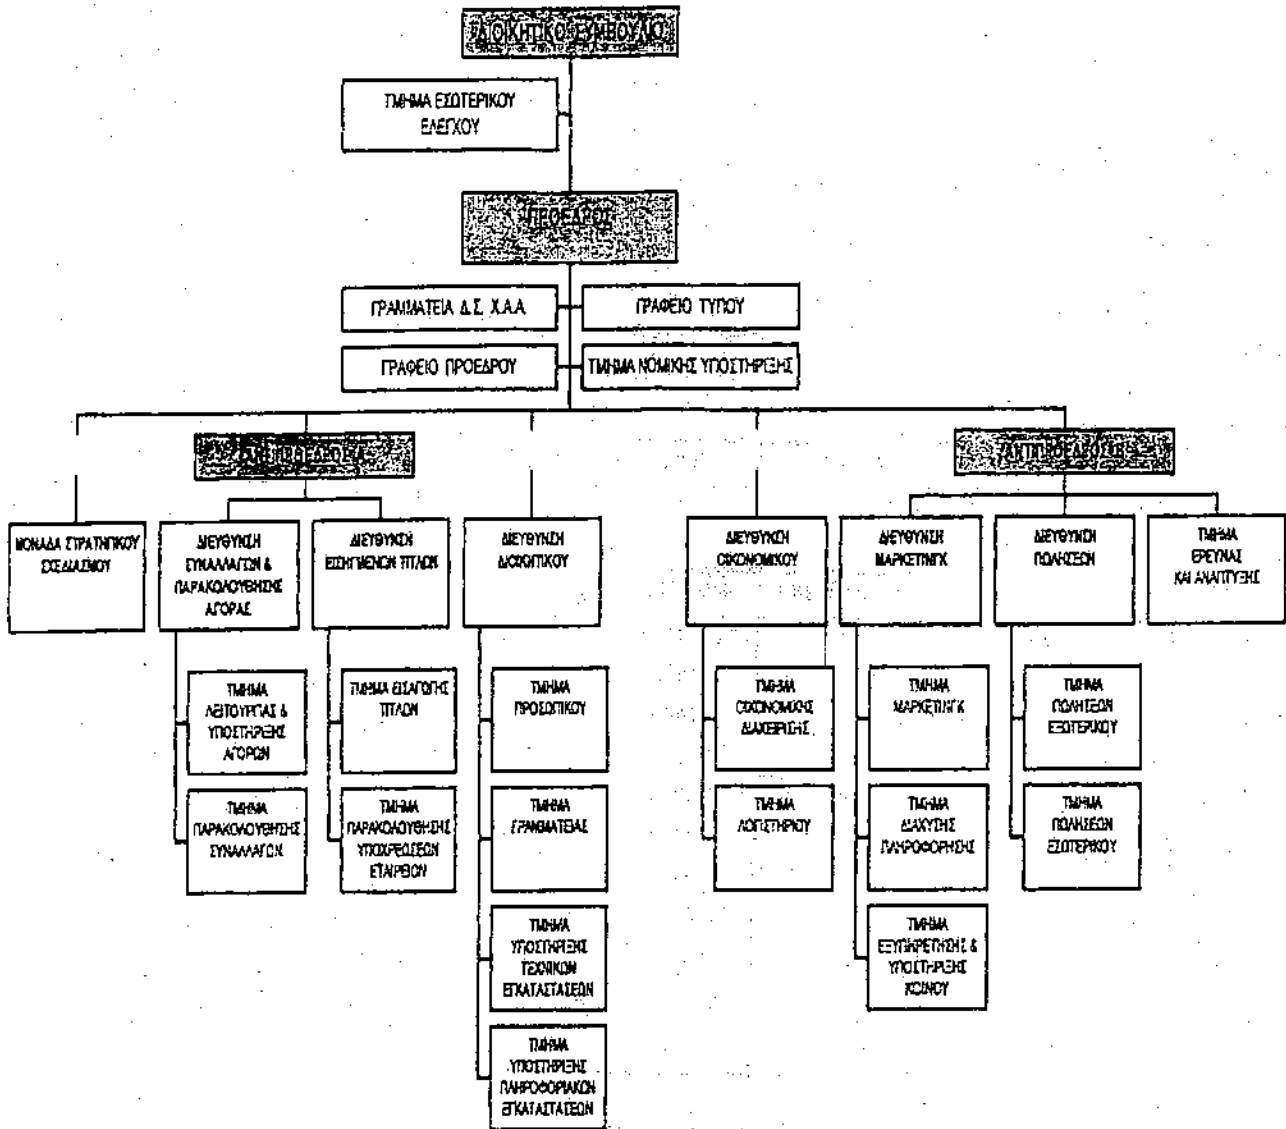 ΔΙΟΙΚΗΤΙΚΟ ΣΥΜΒΟΥΛΙΟ
ΤΜΗΜΑ ΕΣΩΤΕΡΙΚΟΥ
ΕΛΕΓΧΟΥ
ΠΡΟΕΔΡΟΣ
ΓΡΑΜΜΑΤΕΙΑ Δ.Σ. Χ.Α.Α.
ΓΡΑΦΕΙΟ ΤΥΠΟΥ
ΓΡΑΦΕΙΟ ΠΡΟΕΔΡΟΥ
ΤΜΗΜΑ ΝΟΜΙΚΗΣ ΥΠΟΣΤΗΡΙΞΗΣ
ΜΟΝΑΔΑ ΣΤΡΑΤΗΓΙΚΟΥ
ΣΧΕΔΙΑΣΜΟΥ
ΔΙΕΥΘΥΝΣΗ
ΣΥΝΑΛΛΑΓΩΝ &
ΠΑΡΑΚΟΛΟΥΘΗΣΗΣ
ΑΓΟΡΑΣ
ΔΙΕΥΘΥΝΣΗ
ΕΙΣΗΓΜΕΝΩΝ ΤΙΤΛΩΝ
ΔΙΕΥΘΥΝΣΗ
ΔΙΟΙΚΗΤΙΚΟΥ
ΔΙΕΥΘΥΝΣΗ
ΟΙΚΟΝΟΜΙΚΟΥ
ΔΙΕΥΘΥΝΣΗ
ΜΑΡΚΕΤΙΝΓΚ
ΔΙΕΥΘΥΝΣΗ
ΠΩΛΗΣΕΩΝ
ΤΜΗΜΑ
ΕΡΕΥΝΑΣ
ΚΑΙ ΑΝΑΠΤΥΞΗΣ
ΤΜΗΜΑ
ΛΕΙΤΟΥΡΓΙΑΣ &
ΥΠΟΣΤΗΡΙΞΗΣ
ΑΓΟΡΩΝ
ΤΜΗΜΑ ΕΙΣΑΓΩΓΗΣ
ΤΙΤΛΩΝ
ΤΜΗΜΑ
ΠΡΟΣΩΠΙΚΟΥ
ΤΜΗΜΑ
ΟΙΚΟΝΟΜΙΚΗΣ
ΔΙΑΧΕΙΡΙΣΗΣ
ΤΜΗΜΑ
ΜΑΡΚΕΤΙΝΓΚ
ΤΜΗΜΑ
ΠΩΛΗΣΕΩΝ
ΕΞΩΤΕΡΙΚΟΥ
ΤΜΗΜΑ
ΠΑΡΑΚΟΛΟΥΘΗΣΗΣ
ΣΥΝΑΛΛΑΓΩΝ
ΤΜΗΜΑ
ΠΑΡΑΚΟΛΟΥΘΗΣΗΣ
ΥΠΟΧΡΕΩΣΕΩΝ
ΕΤΑΙΡΕΙΩΝ
ΤΜΗΜΑ
ΓΡΑΜΜΑΤΕΙΑΣ
ΤΜΗΜΑ
ΛΟΓΙΣΤΗΡΙΟΥ
ΤΜΗΜΑ
ΔΙΑΧΥΣΗΣ
ΠΛΗΡΟΦΟΡΗΣΗΣ
ΤΜΗΜΑ
ΠΩΛΗΣΕΩΝ
ΕΣΩΤΕΡΙΚΟΥ
ΤΜΗΜΑ
ΥΠΟΣΤΗΡΙΞΗΣ
ΤΕΧΝΙΚΩΝ
ΕΓΚΑΤΑΣΤΑΣΕΩΝ
ΤΜΗΜΑ
ΕΞΥΠΗΡΕΤΗΣΗΣ &
ΥΠΟΣΤΗΡΙΞΗΣ
ΚΟΙΝΟΥ
ΤΜΗΜΑ
ΥΠΟΣΤΗΡΙΞΗΣ
ΠΛΗΡΟΦΟΡΙΑΚΩΝ
ΕΓΚΑΤΑΣΤΑΣΕΩΝ